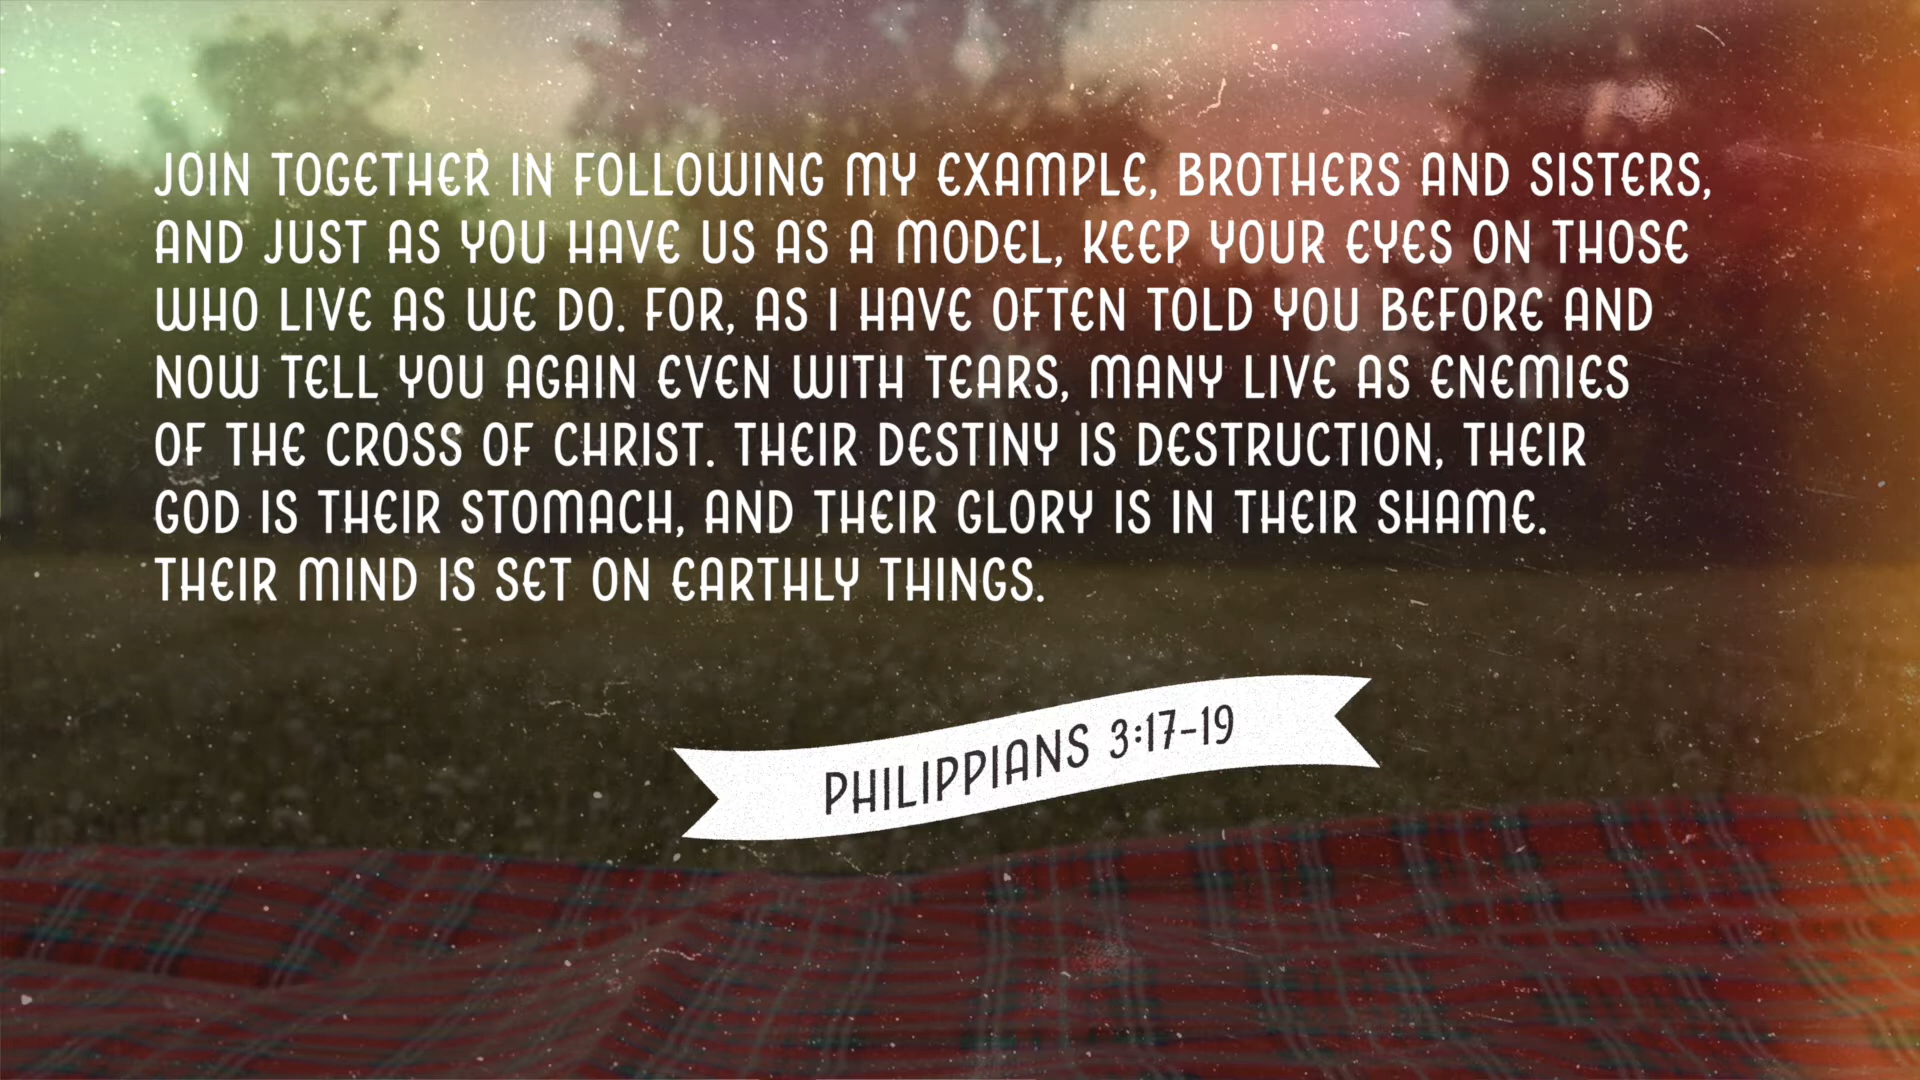 JOIN TOGETHER IN FOLLOWING MY EXAMPLE, BROTHERS AND SISTERS,
AND JUST AS YOU HAVE US AS A MODEL, KEEP YOUR EYES ON THOSE
WHO LIVE AS WE DO. FOR, AS I HAVE OFTEN TOLD YOU BEFORE AND
NOW TELL YOU AGAIN EVEN WITH TEARS, MANY LIVE AS ENEMIES
OF THE CROSS OF CHRIST. THEIR DESTINY IS DESTRUCTION, THEIR
GOD IS THEIR STOMACH, AND THEIR GLORY IS IN THEIR SHAME.
THEIR MIND IS SET ON EARTHLY THINGS.
PHILIPPIANS 3:17-19